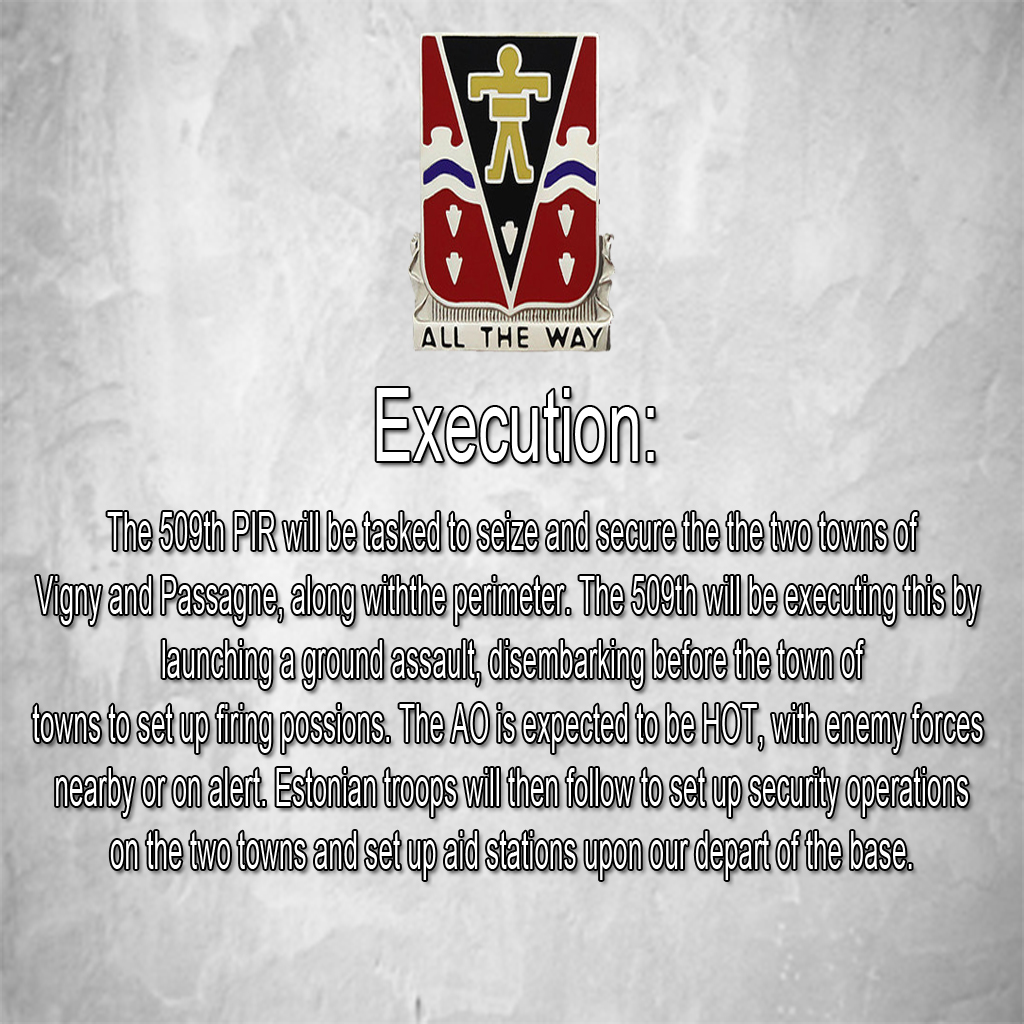 ALL THE WAY
Execution:
The 509th PIR will be tasked to seize and secure the the two towns of
Vigny and Passagne, along withthe perimeter. The 509th will be executing this by
launching a ground assault, disembarking before the town of
towns to set up firing possions. The AO is expected to be HOT, with enemy forces
nearby or on alert. Estonian troops will then follow to set up security operations
on the two towns and set up aid stations upon our depart of the base.